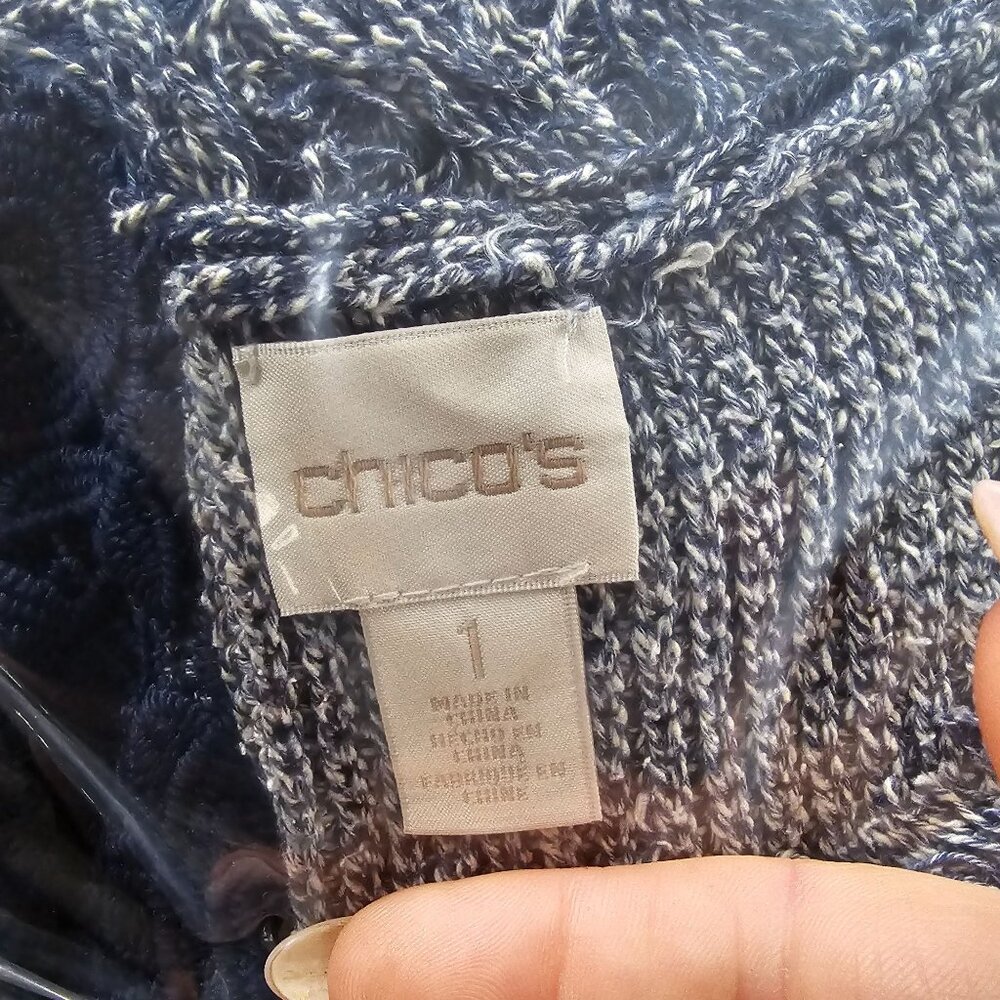 chico's
1
MADE IN
CHINA
HECHO EN
CHINA
FABRIQUE EN
CHINE